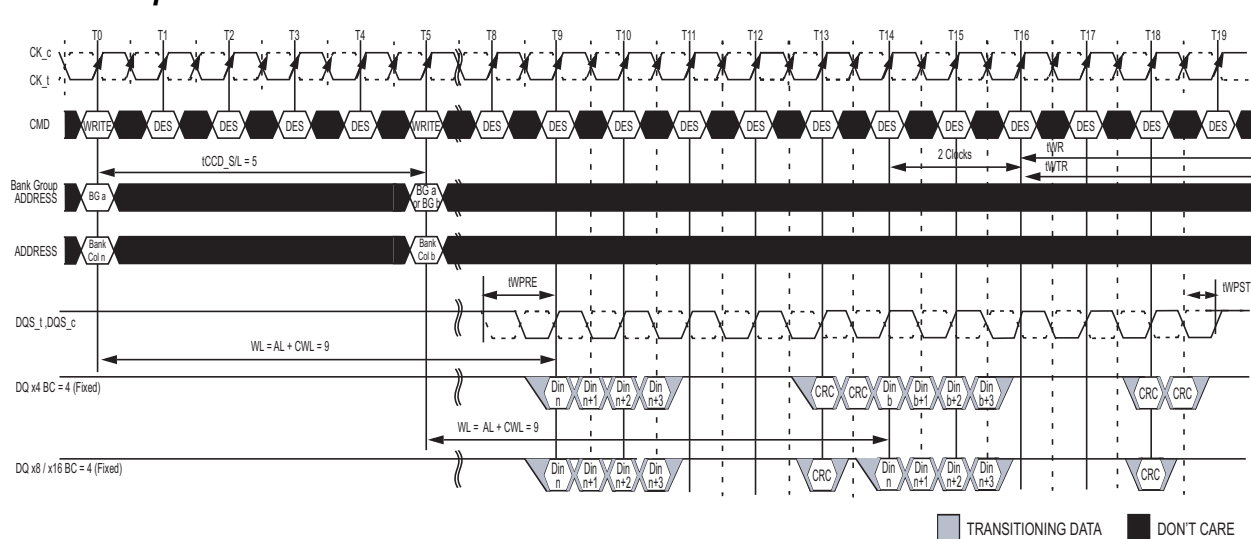 T0 T1 T2 T3 T4 T5 T8 T9 T10 T11 T12 T13 T14 T15 T16 T17 T18 T19
CK_c
CK_t
CMD WRITE DES DES DES DES WRITE DES DES DES DES DES DES DES DES DES DES DES DES
tCCD_S/L = 5
2 Clocks
tWR
tWTR
Bank Group
ADDRESS
BG a
BG a
or BG b
ADDRESS
Bank
Col n
Bank
Col b
tWPRE
tWPST
DQS_t ,DQS_c
WL = AL + CWL = 9
DQ x4 BC = 4 (Fixed)
Din n Din n+1 Din n+2 Din n+3 CRC CRC Din b Din b+1 Din b+2 Din b+3 CRC CRC
WL = AL + CWL = 9
DQ x8 / x16 BC = 4 (Fixed)
Din n Din n+1 Din n+2 Din n+3 CRC Din n Din n+1 Din n+2 Din n+3 CRC
TRANSITIONING DATA DON'T CARE